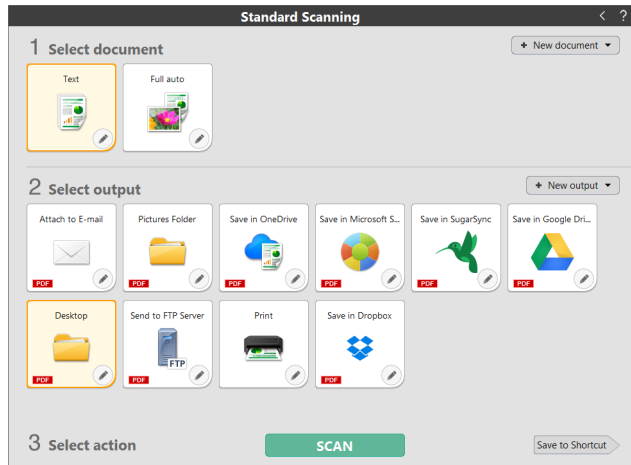 Standard Scanning < ?
1 Select document
+ New document
Text
Full auto
2 Select output
+ New output
Attach to E-mail
PDF
Pictures Folder
PDF
Save in OneDrive
PDF
Save in Microsoft S...
PDF
Save in SugarSync
PDF
Save in Google Dri...
PDF
Desktop
PDF
Send to FTP Server
FTP
PDF
Print
Save in Dropbox
PDF
3 Select action
SCAN
Save to Shortcut